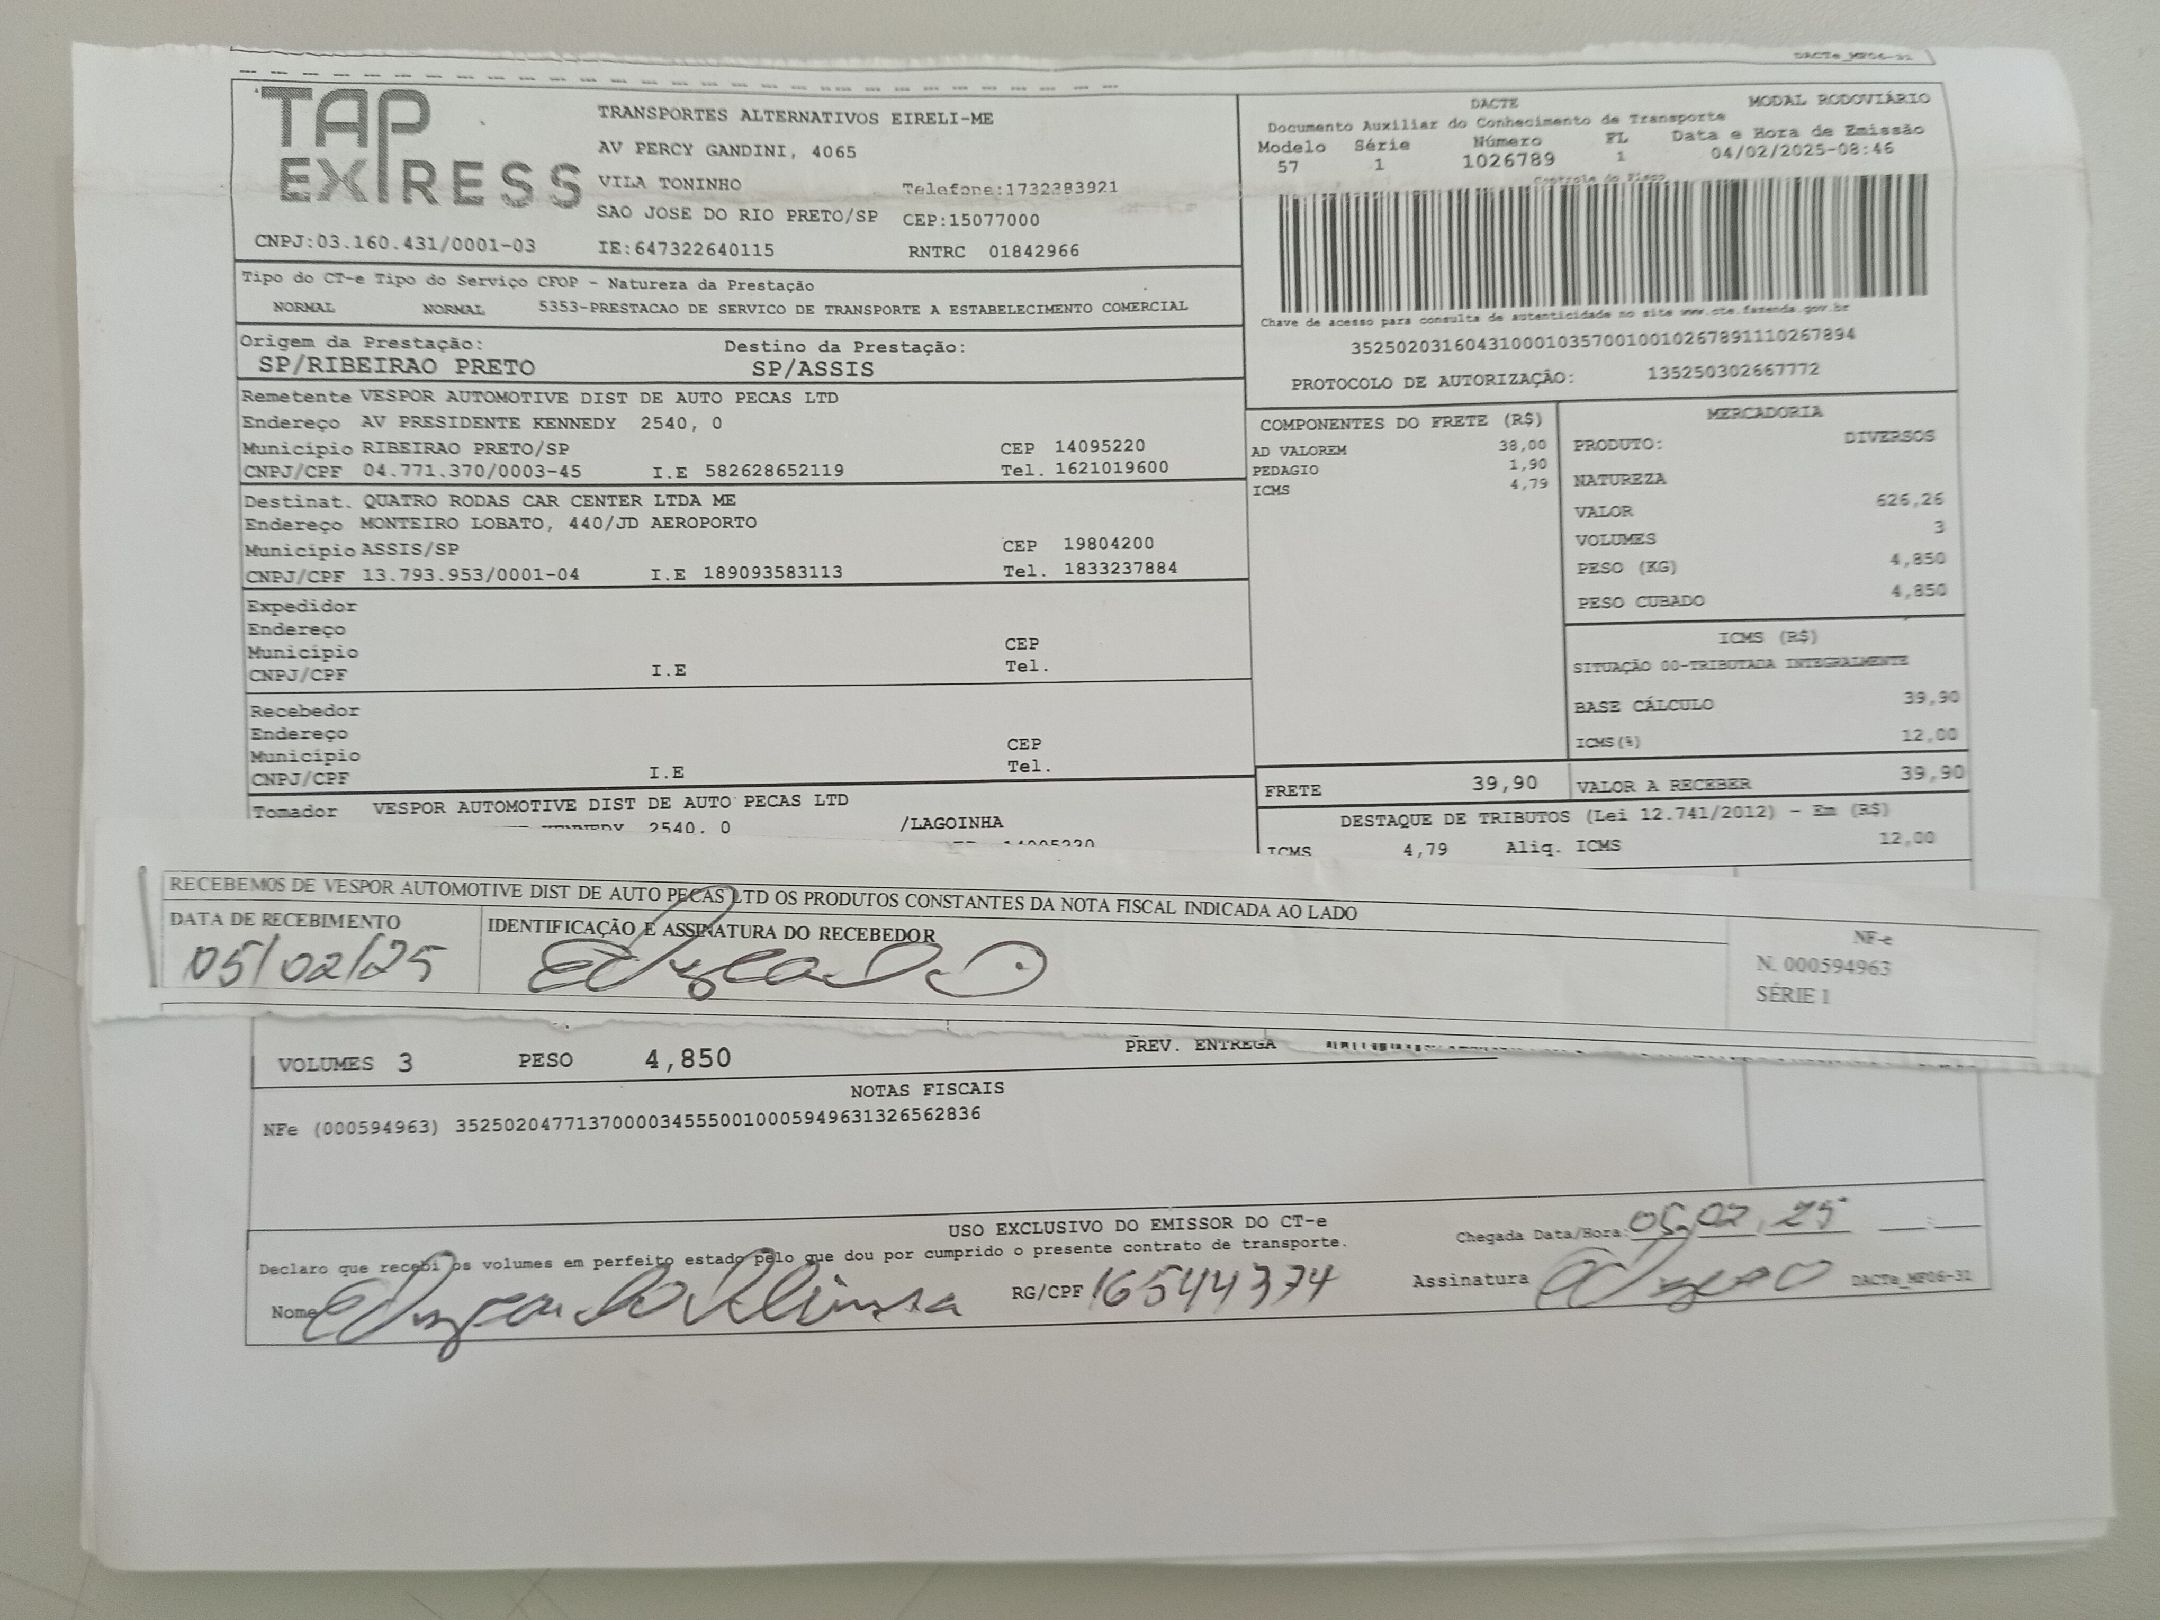 DACTe_MF06-32
TAP EXPRESS
TRANSPORTES ALTERNATIVOS EIRELI-ME
AV PERCY GANDINI, 4065
VILA TONINHO Telefone:1732383921
SAO JOSE DO RIO PRETO/SP CEP:15077000
CNPJ:03.160.431/0001-03 IE:647322640115 RNTRC 01842966
DACTE MODAL RODOVIÁRIO
Documento Auxiliar do Conhecimento de Transporte
Modelo Série Número FL Data e Hora de Emissão
57 1 1026789 1 04/02/2025-08:46
Controle do Fisco
Chave de acesso para consulta de autenticidade no site www.cte.fazenda.gov.br
35250203160431000103570010010267891110267894
PROTOCOLO DE AUTORIZAÇÃO: 135250302667772
Tipo do CT-e Tipo do Serviço CFOP - Natureza da Prestação
NORMAL NORMAL 5353-PRESTACAO DE SERVICO DE TRANSPORTE A ESTABELECIMENTO COMERCIAL
Origem da Prestação: Destino da Prestação:
SP/RIBEIRAO PRETO SP/ASSIS
Remetente VESPOR AUTOMOTIVE DIST DE AUTO PECAS LTD
Endereço AV PRESIDENTE KENNEDY 2540, 0
Município RIBEIRAO PRETO/SP CEP 14095220
CNPJ/CPF 04.771.370/0003-45 I.E 582628652119 Tel. 1621019600
Destinat. QUATRO RODAS CAR CENTER LTDA ME
Endereço MONTEIRO LOBATO, 440/JD AEROPORTO
Município ASSIS/SP CEP 19804200
CNPJ/CPF 13.793.953/0001-04 I.E 189093583113 Tel. 1833237884
Expedidor
Endereço
Município CEP
CNPJ/CPF I.E Tel.
Recebedor
Endereço
Município CEP
CNPJ/CPF I.E Tel.
Tomador VESPOR AUTOMOTIVE DIST DE AUTO PECAS LTD
2540, 0 /LAGOINHA
COMPONENTES DO FRETE (R$)
AD VALOREM 38,00
PEDAGIO 1,90
ICMS 4,79
MERCADORIA
PRODUTO: DIVERSOS
NATUREZA
VALOR 626,26
VOLUMES 3
PESO (KG) 4,850
PESO CUBADO 4,850
ICMS (R$)
SITUAÇÃO 00-TRIBUTADA INTEGRALMENTE
BASE CÁLCULO 39,90
ICMS(%) 12,00
FRETE 39,90 VALOR A RECEBER 39,90
DESTAQUE DE TRIBUTOS (Lei 12.741/2012) - Em (R$)
ICMS 4,79 Aliq. ICMS 12,00
RECEBEMOS DE VESPOR AUTOMOTIVE DIST DE AUTO PECAS LTD OS PRODUTOS CONSTANTES DA NOTA FISCAL INDICADA AO LADO
DATA DE RECEBIMENTO IDENTIFICAÇÃO E ASSINATURA DO RECEBEDOR
05/02/25
NF-e
N. 000594963
SÉRIE 1
VOLUMES 3 PESO 4,850 PREV. ENTREGA
NOTAS FISCAIS
NFe (000594963) 35250204771370000345550010005949631326562836
USO EXCLUSIVO DO EMISSOR DO CT-e
Declaro que recebi os volumes em perfeito estado pelo que dou por cumprido o presente contrato de transporte.
Chegada Data/Hora: 05,02,25
Nome RG/CPF 16544374 Assinatura DACTe_MF06-32